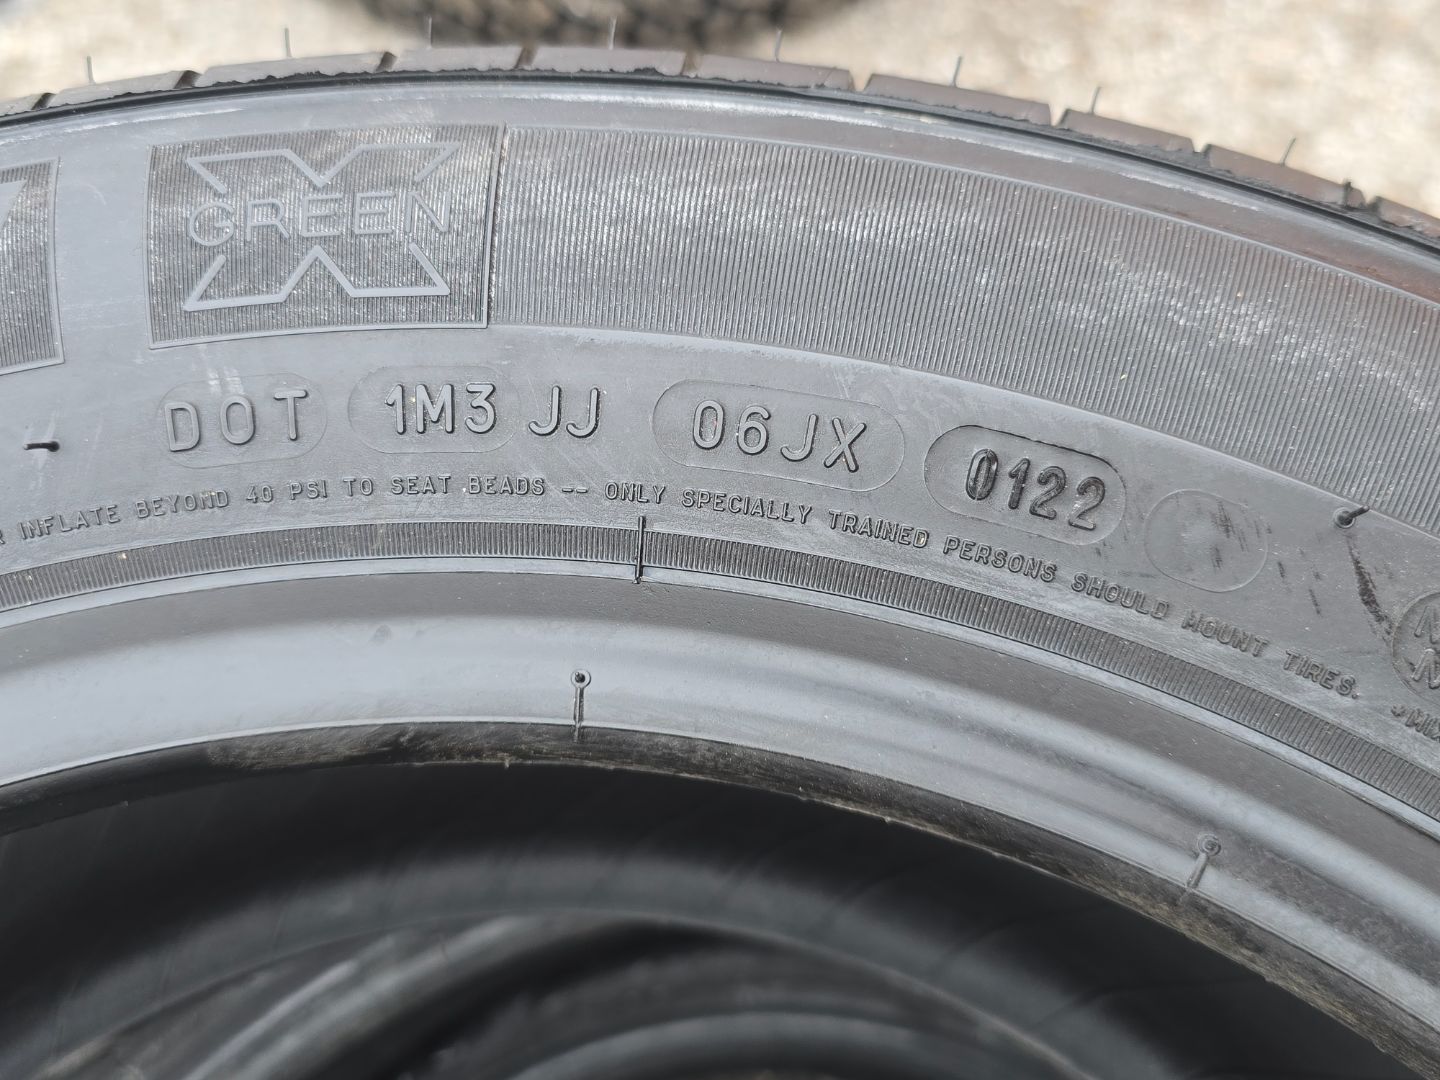 GREEN X
DOT 1M3 JJ 06JX 0122
INFLATE BEYOND 40 PSI TO SEAT BEADS -- ONLY SPECIALLY TRAINED PERSONS SHOULD MOUNT TIRES.